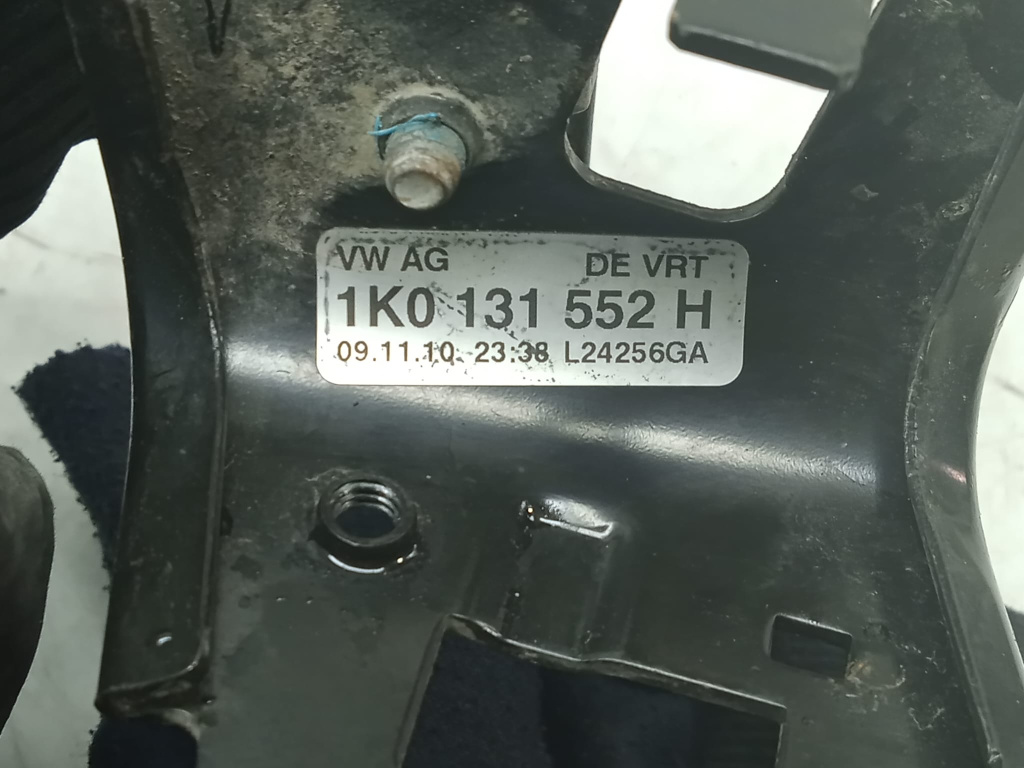 VW AG DE VRT
1K0 131 552 H
09.11.10. 23:38 L24256GA